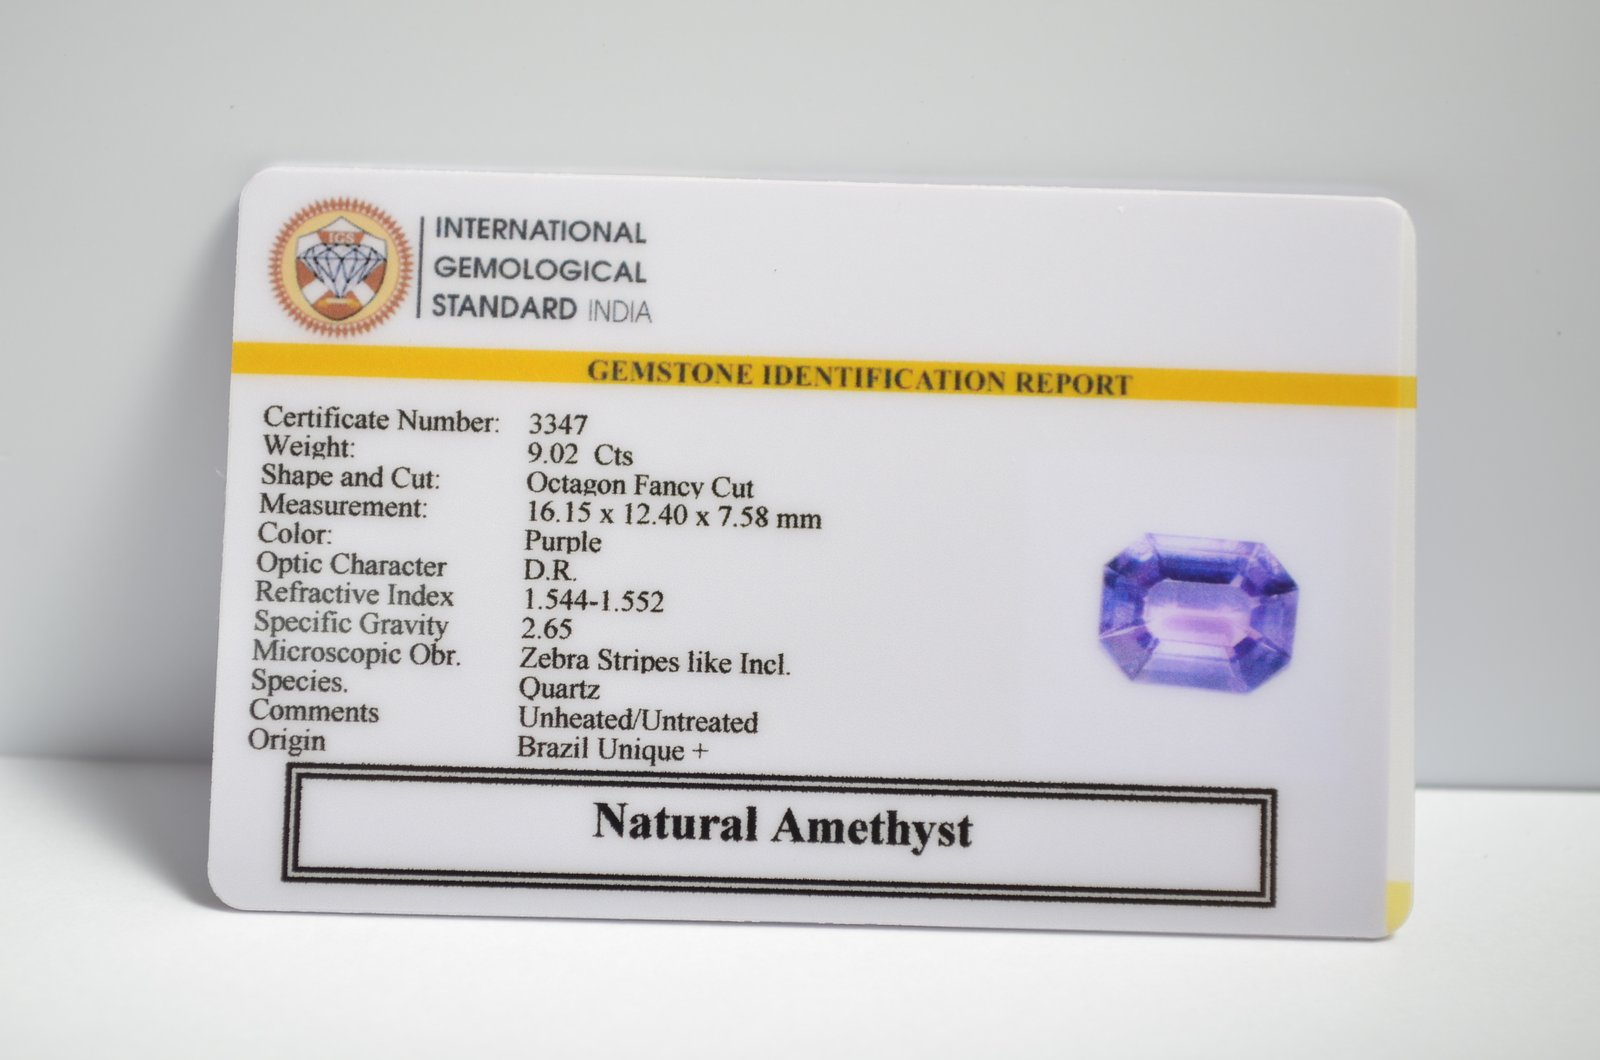 IGS
INTERNATIONAL
GEMOLOGICAL
STANDARD INDIA
GEMSTONE IDENTIFICATION REPORT
Certificate Number: 3347
Weight: 9.02 Cts
Shape and Cut: Octagon Fancy Cut
Measurement: 16.15 x 12.40 x 7.58 mm
Color: Purple
Optic Character D.R.
Refractive Index 1.544-1.552
Specific Gravity 2.65
Microscopic Obr. Zebra Stripes like Incl.
Species. Quartz
Comments Unheated/Untreated
Origin Brazil Unique +
Natural Amethyst